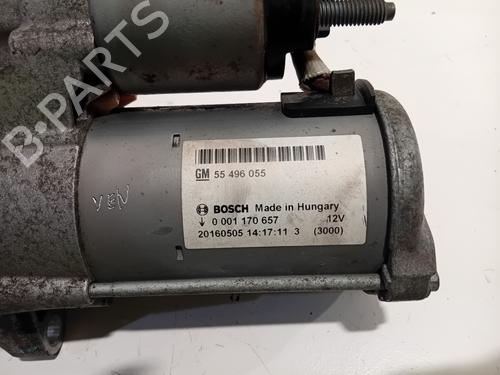 B-PARTS
GM 55 496 055
BOSCH Made in Hungary
0 001 170 657 12V
20160505 14:17:11 3 (3000)